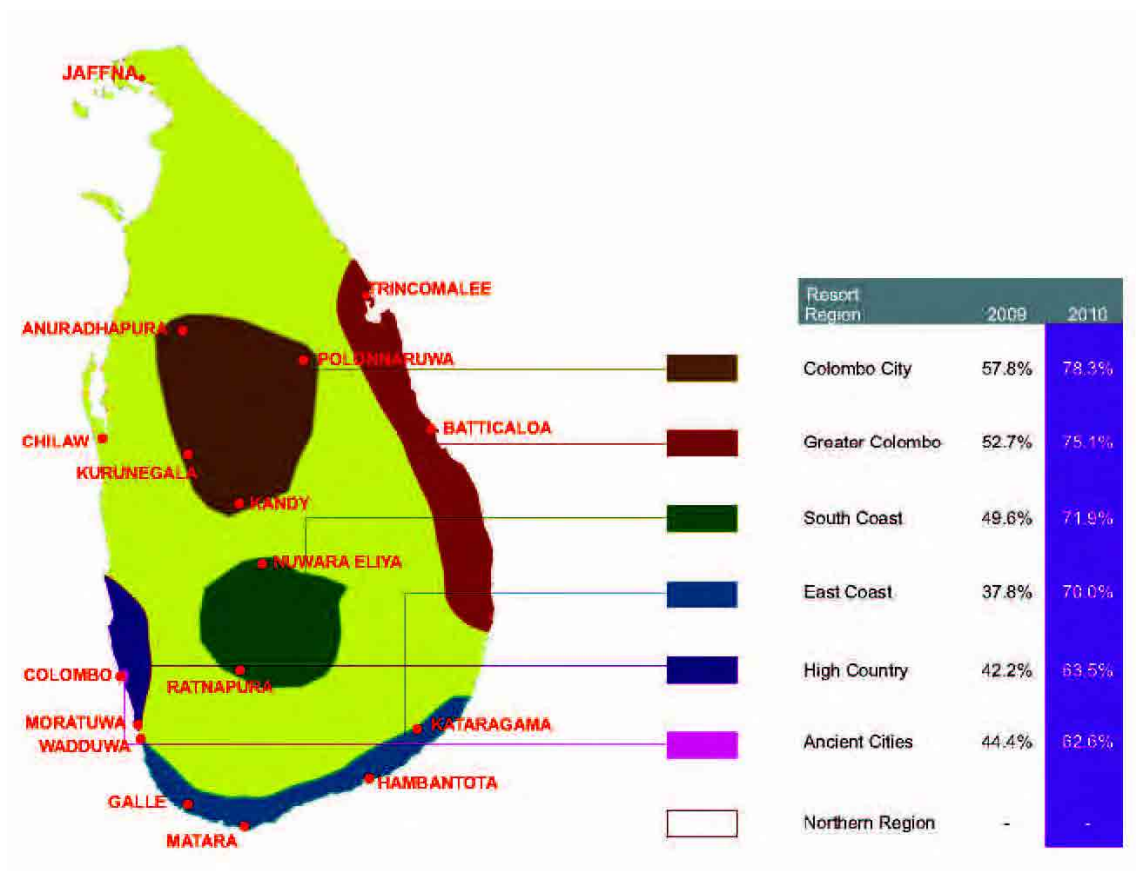 JAFFNA
TRINCOMALEE
ANURADHAPURA
POLONNARUWA
CHILAW
BATTICALOA
KURUNEGALA
KANDY
NUWARA ELIYA
COLOMBO
RATNAPURA
MORATUWA
KATARAGAMA
WADDUWA
HAMBANTOTA
GALLE
MATARA
Resort
Region 2009 2010
Colombo City 57.8% 78.3%
Greater Colombo 52.7% 75.1%
South Coast 49.6% 71.9%
East Coast 37.8% 70.0%
High Country 42.2% 63.5%
Ancient Cities 44.4% 62.6%
Northern Region - -